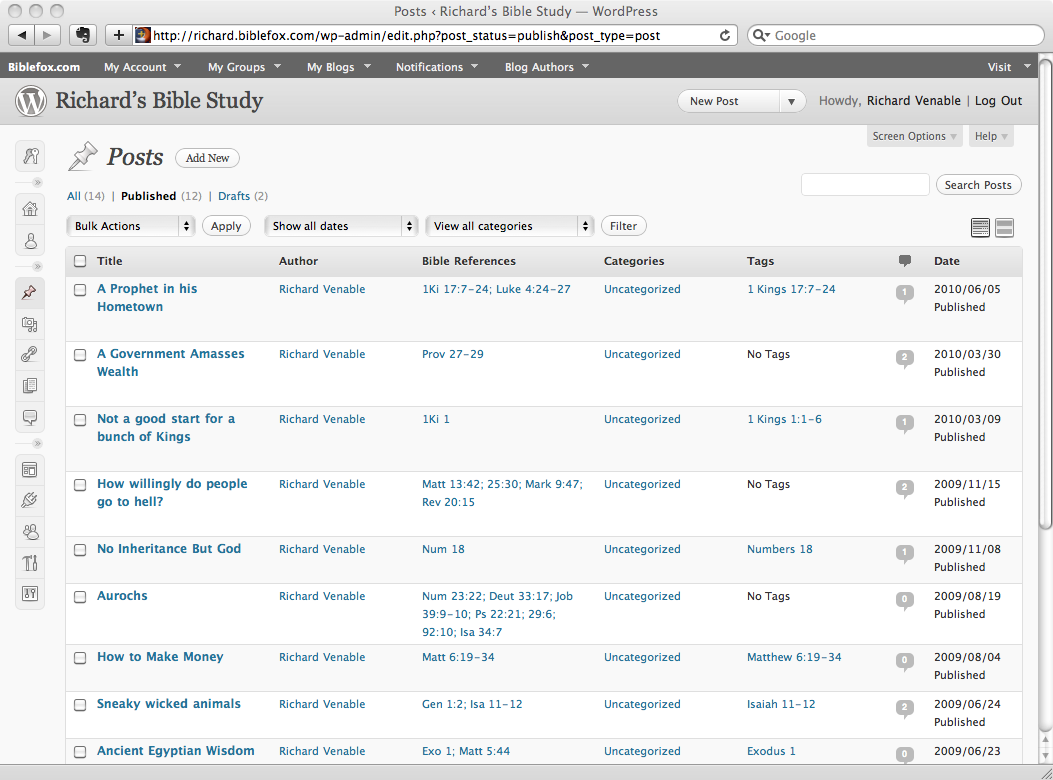 Posts ‹ Richard's Bible Study — WordPress
http://richard.biblefox.com/wp-admin/edit.php?post_status=publish&post_type=post
Google
Biblefox.com My Account My Groups My Blogs Notifications Blog Authors Visit
Richard's Bible Study New Post Howdy, Richard Venable | Log Out
Screen Options Help
Posts Add New
All (14) | Published (12) | Drafts (2) Search Posts
Bulk Actions Apply Show all dates View all categories Filter
Title Author Bible References Categories Tags Date
A Prophet in his Richard Venable 1Ki 17:7-24; Luke 4:24-27 Uncategorized 1 Kings 17:7-24 1 2010/06/05
Hometown Published
A Government Amasses Richard Venable Prov 27-29 Uncategorized No Tags 2 2010/03/30
Wealth Published
Not a good start for a Richard Venable 1Ki 1 Uncategorized 1 Kings 1:1-6 1 2010/03/09
bunch of Kings Published
How willingly do people Richard Venable Matt 13:42; 25:30; Mark 9:47; Uncategorized No Tags 2 2009/11/15
go to hell? Rev 20:15 Published
No Inheritance But God Richard Venable Num 18 Uncategorized Numbers 18 1 2009/11/08
Published
Aurochs Richard Venable Num 23:22; Deut 33:17; Job Uncategorized No Tags 0 2009/08/19
39:9-10; Ps 22:21; 29:6; Published
92:10; Isa 34:7
How to Make Money Richard Venable Matt 6:19-34 Uncategorized Matthew 6:19-34 0 2009/08/04
Published
Sneaky wicked animals Richard Venable Gen 1:2; Isa 11-12 Uncategorized Isaiah 11-12 2 2009/06/24
Published
Ancient Egyptian Wisdom Richard Venable Exo 1; Matt 5:44 Uncategorized Exodus 1 0 2009/06/23